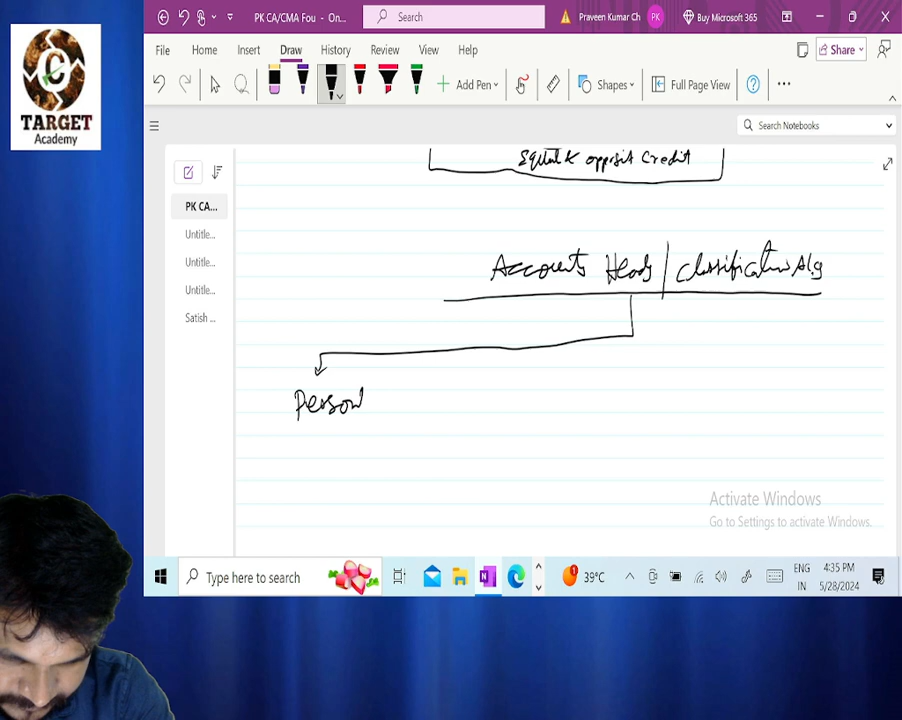 PK CA/CMA Fou - On...
Search
Praveen Kumar Ch
PK
Buy Microsoft 365
File Home Insert Draw History Review View Help
Share
Add Pen
Shapes
Full Page View
Search Notebooks
TARGET
Academy
PK CA...
Untitle...
Untitle...
Untitle...
Satish ...
Equal & opposit Credit
Accounts Heads / Classification
Person
Activate Windows
Go to Settings to activate Windows.
Type here to search
1
39°C
ENG
IN
4:35 PM
5/28/2024